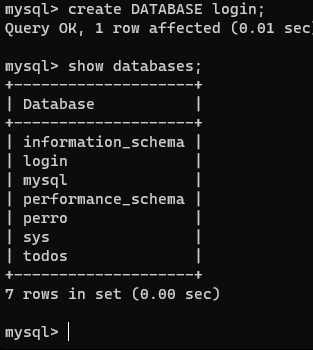 mysql> create DATABASE login;
Query OK, 1 row affected (0.01 sec)
mysql> show databases;
+--------------------+
| Database           |
+--------------------+
| information_schema |
| login              |
| mysql              |
| performance_schema |
| perro              |
| sys                |
| todos              |
+--------------------+
7 rows in set (0.00 sec)
mysql>